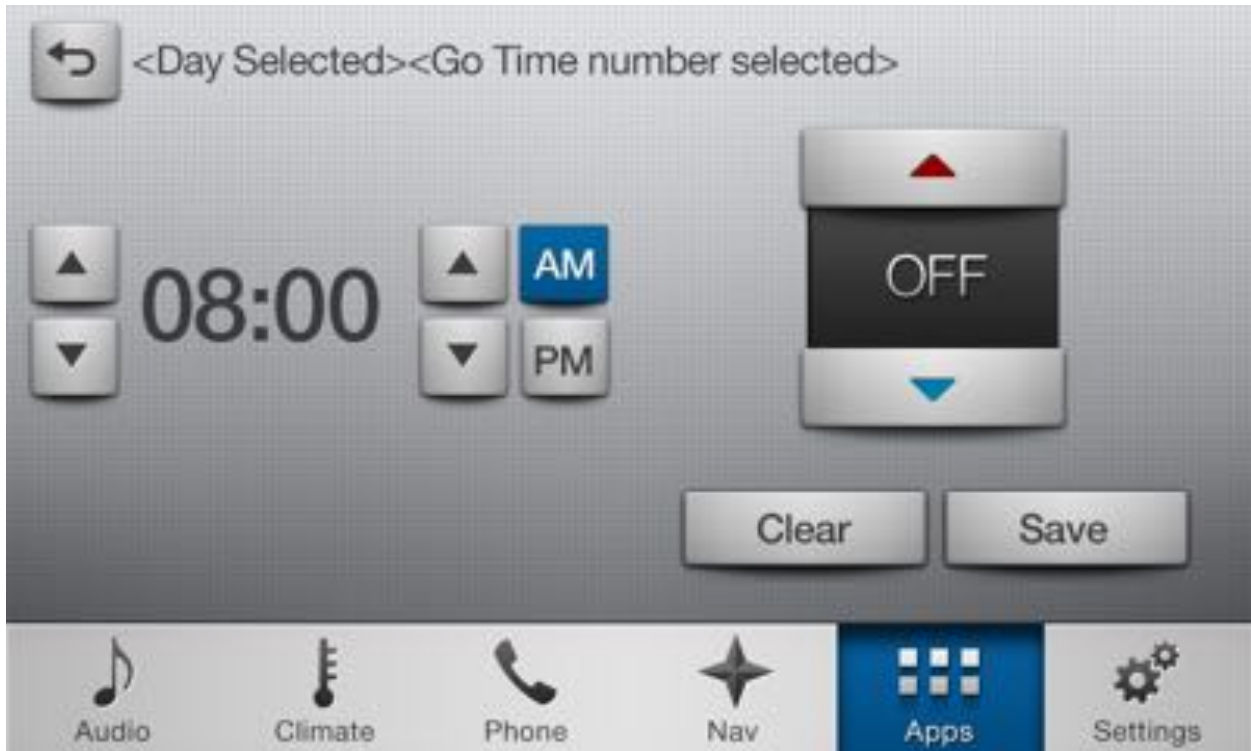 <Day Selected><Go Time number selected>
08:00
AM
PM
OFF
Clear
Save
Audio
Climate
Phone
Nav
Apps
Settings